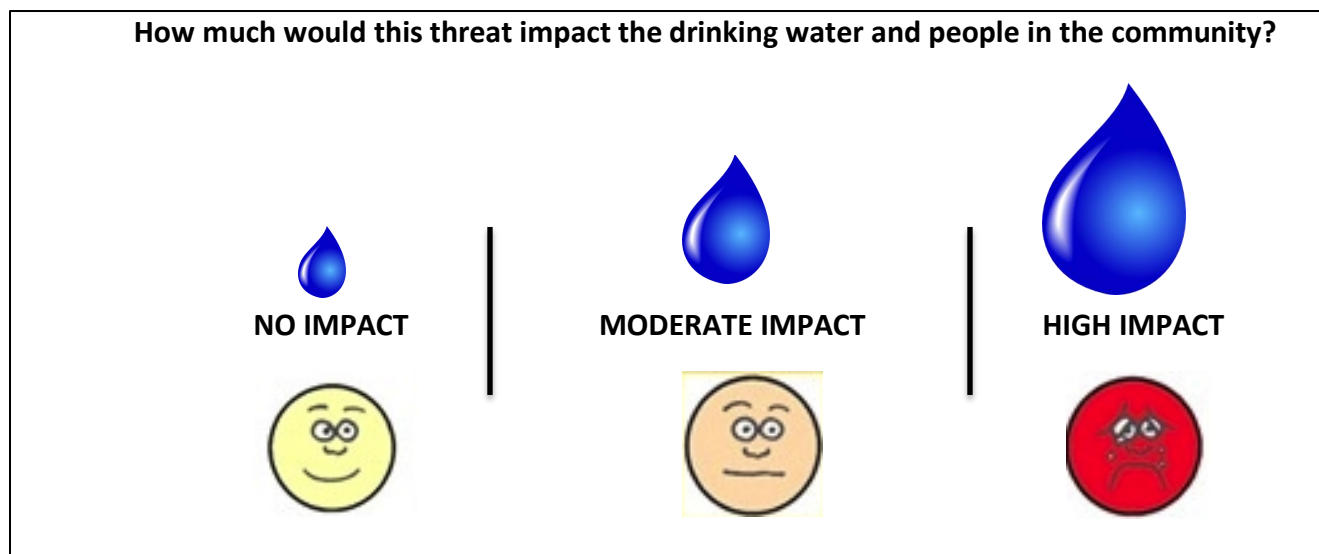 How much would this threat impact the drinking water and people in the community?
NO IMPACT
MODERATE IMPACT
HIGH IMPACT